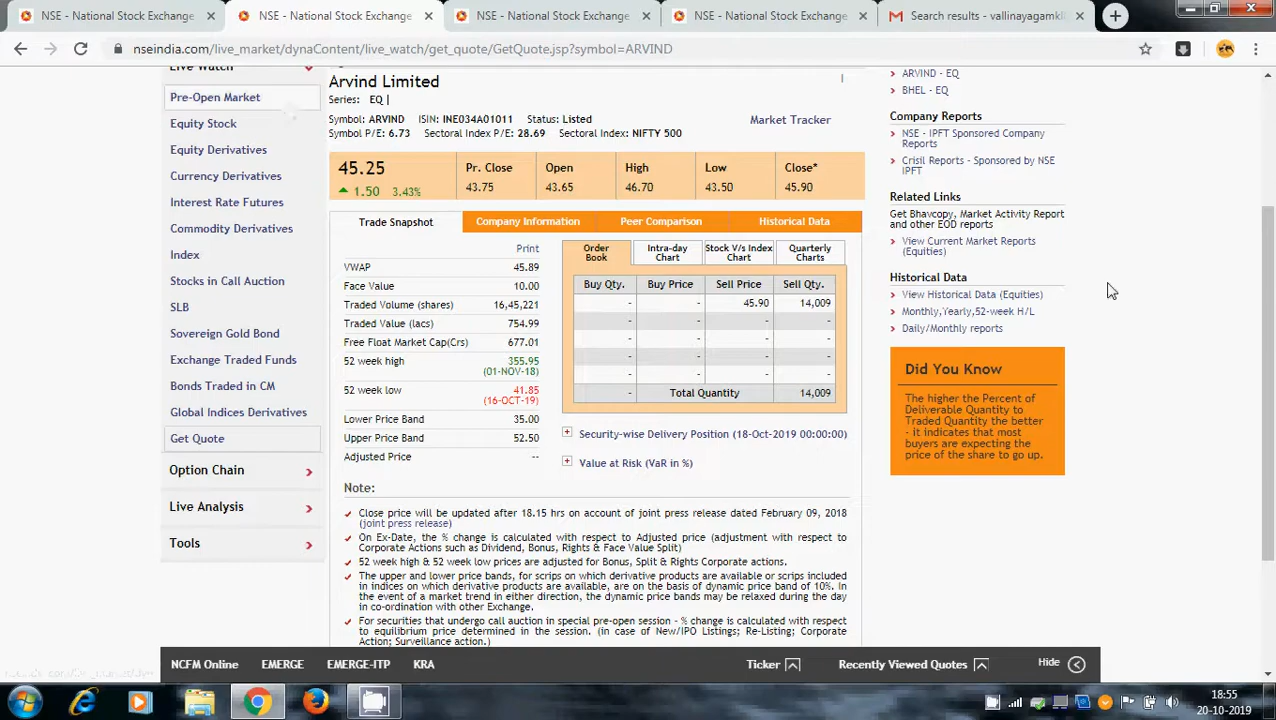 NSE - National Stock Exchange
NSE - National Stock Exchange
NSE - National Stock Exchange
NSE - National Stock Exchange
Search results - vallinayagamkl
nseindia.com/live_market/dynaContent/live_watch/get_quote/GetQuote.jsp?symbol=ARVIND
Live Watch
Pre-Open Market
Equity Stock
Equity Derivatives
Currency Derivatives
Interest Rate Futures
Commodity Derivatives
Index
Stocks in Call Auction
SLB
Sovereign Gold Bond
Exchange Traded Funds
Bonds Traded in CM
Global Indices Derivatives
Get Quote
Option Chain
Live Analysis
Tools
Arvind Limited
Series: EQ |
Symbol: ARVIND ISIN: INE034A01011 Status: Listed
Symbol P/E: 6.73 Sectoral Index P/E: 28.69 Sectoral Index: NIFTY 500
Market Tracker
45.25 Pr. Close Open High Low Close*
1.50 3.43% 43.75 43.65 46.70 43.50 45.90
Trade Snapshot Company Information Peer Comparison Historical Data
Print
VWAP 45.89
Face Value 10.00
Traded Volume (shares) 16,45,221
Traded Value (lacs) 754.99
Free Float Market Cap(Crs) 677.01
52 week high 355.95
(01-NOV-18)
52 week low 41.85
(16-OCT-19)
Lower Price Band 35.00
Upper Price Band 52.50
Adjusted Price --
Order Book
Intra-day Chart
Stock V/s Index Chart
Quarterly Charts
Buy Qty. Buy Price Sell Price Sell Qty.
- - 45.90 14,009
- - - -
- - - -
- - - -
- - - -
- Total Quantity 14,009
Security-wise Delivery Position (18-Oct-2019 00:00:00)
Value at Risk (VaR in %)
Note:
Close price will be updated after 18.15 hrs on account of joint press release dated February 09, 2018
(joint press release)
On Ex-Date, the % change is calculated with respect to Adjusted price (adjustment with respect to
Corporate Actions such as Dividend, Bonus, Rights & Face Value Split)
52 week high & 52 week low prices are adjusted for Bonus, Split & Rights Corporate actions.
The upper and lower price bands, for scrips on which derivative products are available or scrips included
in indices on which derivative products are available, are on the basis of dynamic price band of 10%. In
the event of a market trend in either direction, the dynamic price bands may be relaxed during the day
in co-ordination with other Exchange.
For securities that undergo call auction in special pre-open session - % change is calculated with respect
to equilibrium price determined in the session. (in case of New/IPO Listings; Re-Listing; Corporate
Action; Surveillance action.)
ARVIND - EQ
BHEL - EQ
Company Reports
NSE - IPFT Sponsored Company
Reports
Crisil Reports - Sponsored by NSE
IPFT
Related Links
Get Bhavcopy, Market Activity Report
and other EOD reports
View Current Market Reports
(Equities)
Historical Data
View Historical Data (Equities)
Monthly,Yearly,52-week H/L
Daily/Monthly reports
Did You Know
The higher the Percent of
Deliverable Quantity to
Traded Quantity the better
- it indicates that most
buyers are expecting the
price of the share to go up.
NCFM Online EMERGE EMERGE-ITP KRA Ticker Recently Viewed Quotes Hide
18:55
20-10-2019